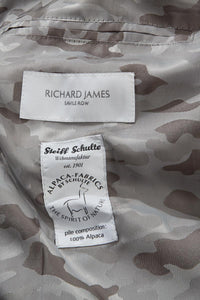 RICHARD JAMES
SAVILE ROW
Steiff Schulte
Webmanufaktur
est. 1901
ALPACA-FABRICS
BY SCHULTE
THE SPIRIT OF NATURE
pile composition:
100% Alpaca